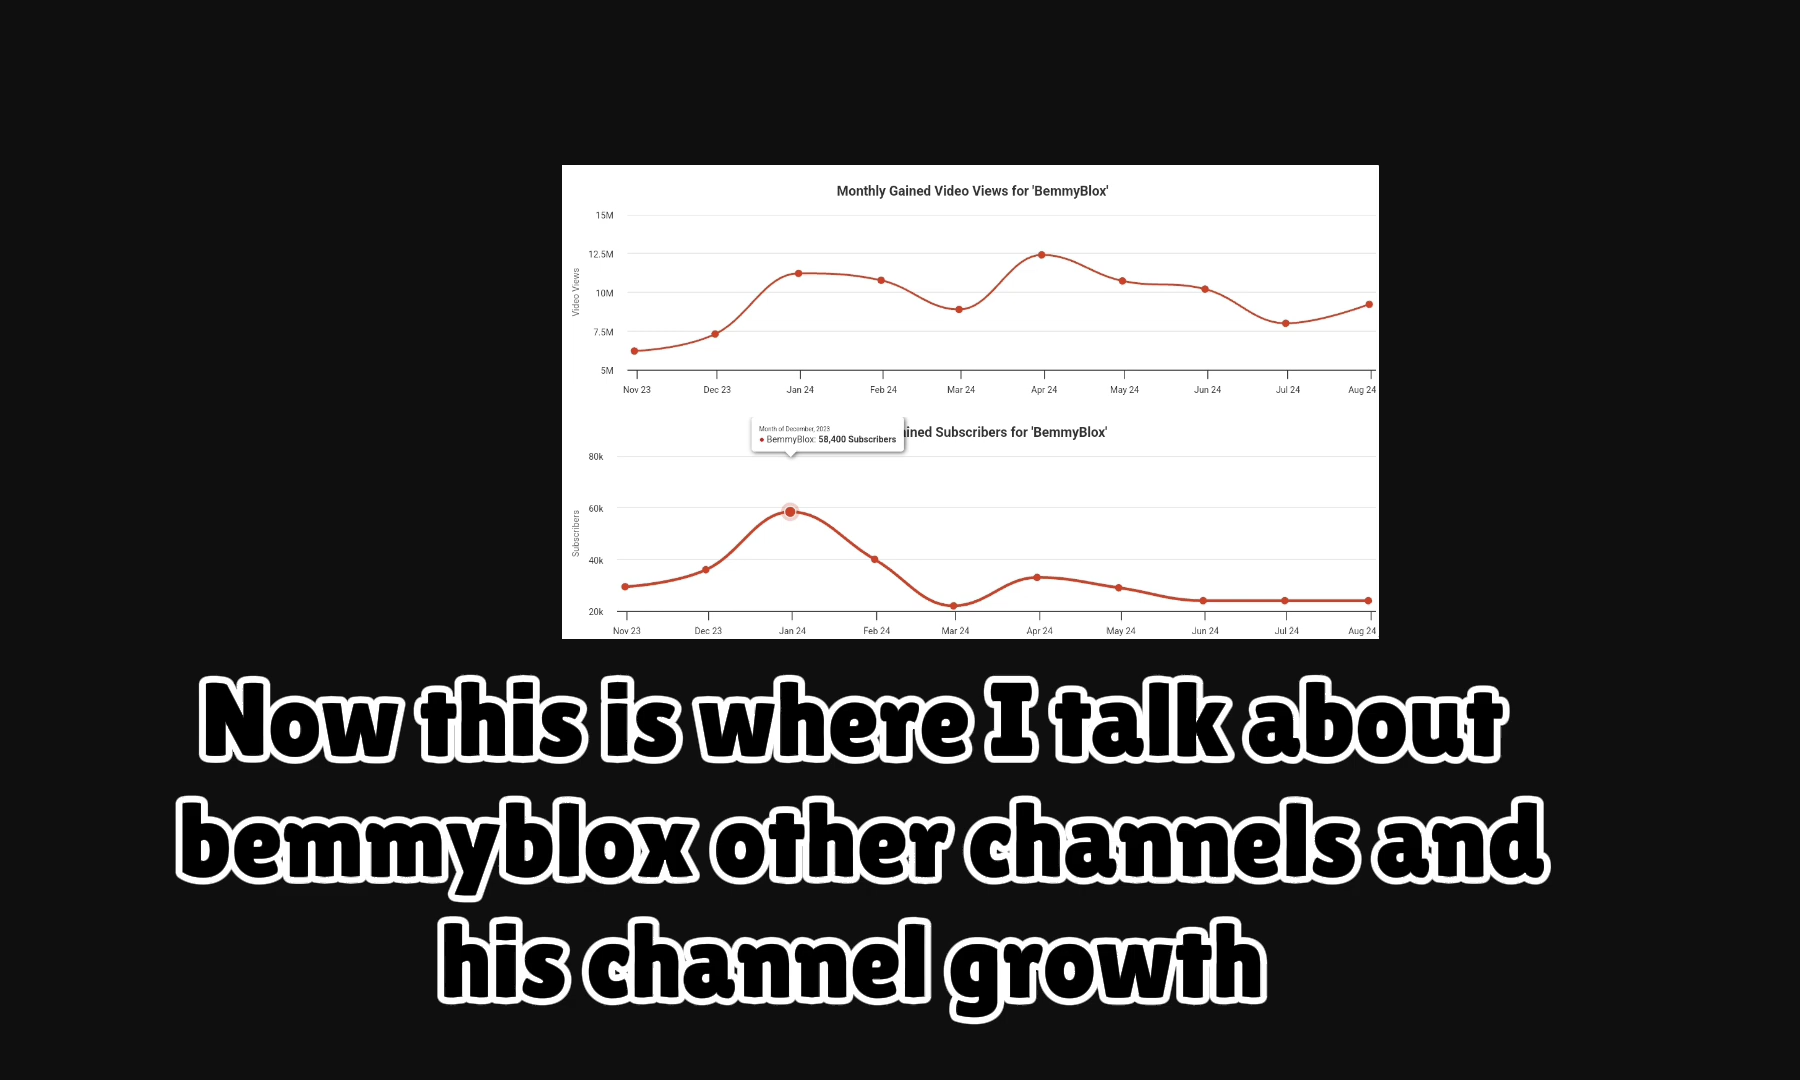 Monthly Gained Video Views for 'BemmyBlox'
15M
12.5M
10M
7.5M
5M
Video Views
Nov 23 Dec 23 Jan 24 Feb 24 Mar 24 Apr 24 May 24 Jun 24 Jul 24 Aug 24
Month of December, 2023
● BemmyBlox: 58,400 Subscribers
ined Subscribers for 'BemmyBlox'
80k
60k
40k
20k
Subscribers
Nov 23 Dec 23 Jan 24 Feb 24 Mar 24 Apr 24 May 24 Jun 24 Jul 24 Aug 24
Now this is where I talk about
bemmyblox other channels and
his channel growth